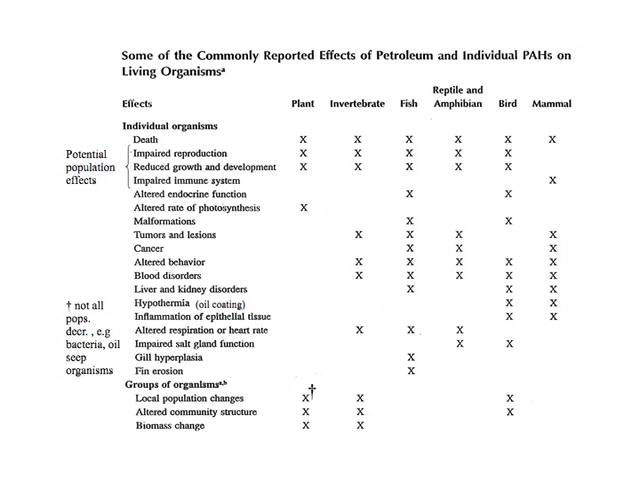 Some of the Commonly Reported Effects of Petroleum and Individual PAHs on
Living Organismsᵃ
Reptile and
Effects Plant Invertebrate Fish Amphibian Bird Mammal
Individual organisms
Death X X X X X X
Potential Impaired reproduction X X X X X
population Reduced growth and development X X X X X
effects Impaired immune system X
Altered endocrine function X X
Altered rate of photosynthesis X
Malformations X X
Tumors and lesions X X X X
Cancer X X X
Altered behavior X X X X X
Blood disorders X X X X X
Liver and kidney disorders X X X
† not all Hypothermia (oil coating) X X
pops. Inflamation of epithelial tissue X X
decr. , e.g Altered respiration or heart rate X X X
bacteria, oil Impaired salt gland function X X
seep Gill hyperplasia X
organisms Fin erosion X
Groups of organismsᵃ,ᵇ
Local population changes X† X X
Altered community structure X X X
Biomass change X X